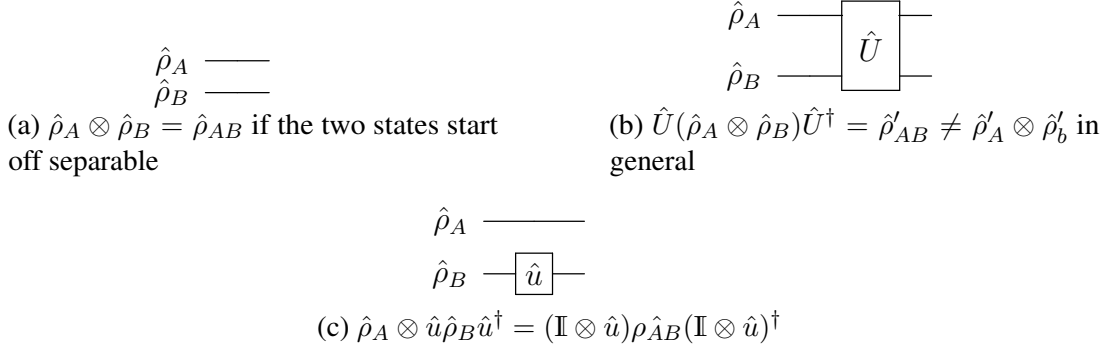 ρ̂_A
ρ̂_B
(a) ρ̂_A ⊗ ρ̂_B = ρ̂_AB if the two states start
off separable
ρ̂_A
Û
ρ̂_B
(b) Û(ρ̂_A ⊗ ρ̂_B)Û† = ρ̂′_AB ≠ ρ̂′_A ⊗ ρ̂′_b in
general
ρ̂_A
ρ̂_B û
(c) ρ̂_A ⊗ ûρ̂_Bû† = (𝕀 ⊗ û)ρ̂_AB(𝕀 ⊗ û)†